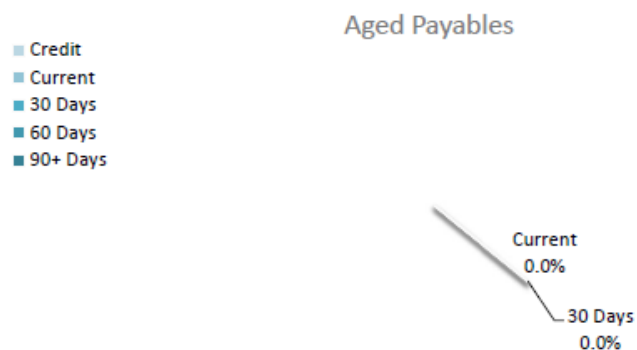 Aged Payables
Credit
Current
30 Days
60 Days
90+ Days
Current
0.0%
30 Days
0.0%